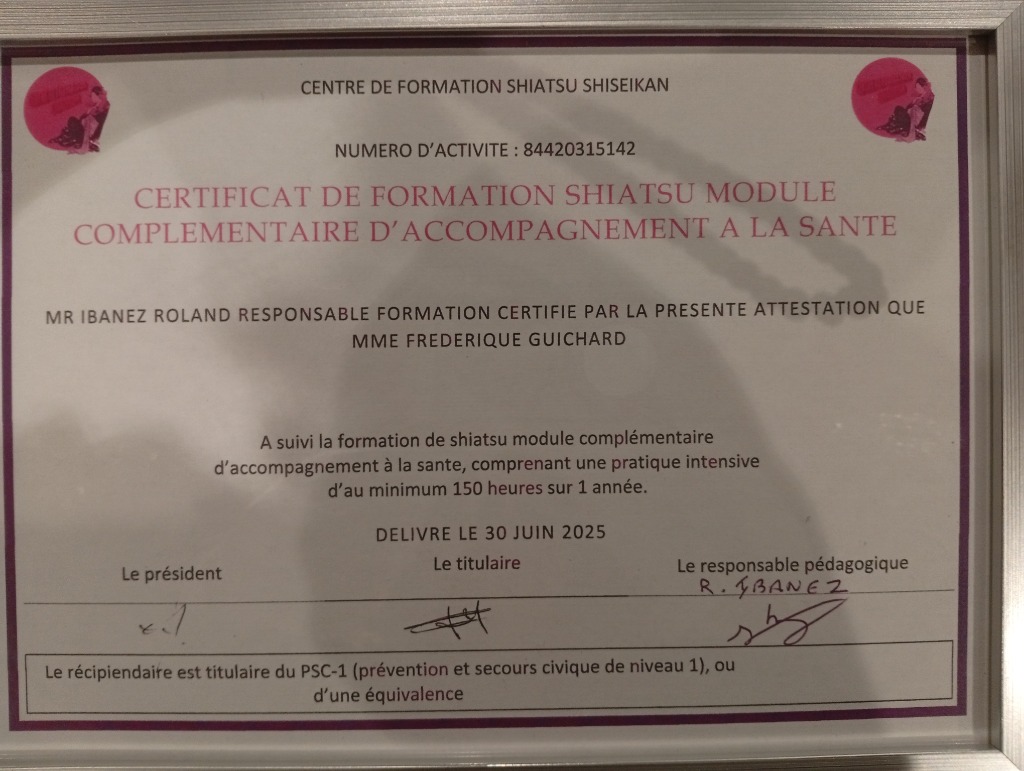 CENTRE DE FORMATION SHIATSU SHISEIKAN
NUMERO D'ACTIVITE : 84420315142
CERTIFICAT DE FORMATION SHIATSU MODULE
COMPLEMENTAIRE D'ACCOMPAGNEMENT A LA SANTE
MR IBANEZ ROLAND RESPONSABLE FORMATION CERTIFIE PAR LA PRESENTE ATTESTATION QUE
MME FREDERIQUE GUICHARD
A suivi la formation de shiatsu module complémentaire
d'accompagnement à la sante, comprenant une pratique intensive
d'au minimum 150 heures sur 1 année.
DELIVRE LE 30 JUIN 2025
Le président
Le titulaire
Le responsable pédagogique
R. IBANEZ
Le récipiendaire est titulaire du PSC-1 (prévention et secours civique de niveau 1), ou
d'une équivalence